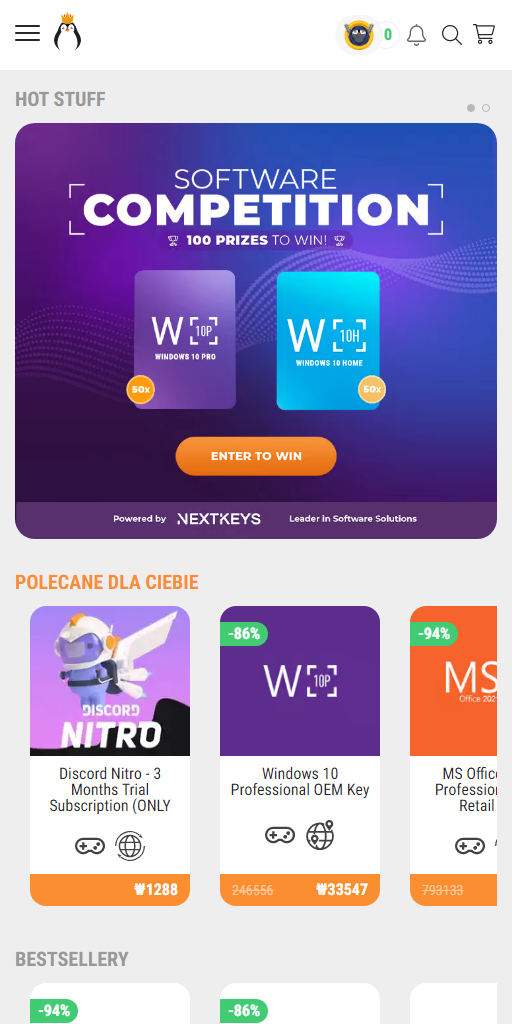 0
HOT STUFF
SOFTWARE
COMPETITION
100 PRIZES TO WIN!
W 10P
WINDOWS 10 PRO
50x
W 10H
WINDOWS 10 HOME
50x
ENTER TO WIN
Powered by NEXTKEYS Leader in Software Solutions
POLECANE DLA CIEBIE
DISCORD
NITRO
Discord Nitro - 3
Months Trial
Subscription (ONLY
₩1288
-86%
W 10P
Windows 10
Professional OEM Key
246556 ₩33547
-94%
MS
Office 202
MS Offic
Profession
Retail
793133
BESTSELLERY
-94%
-86%